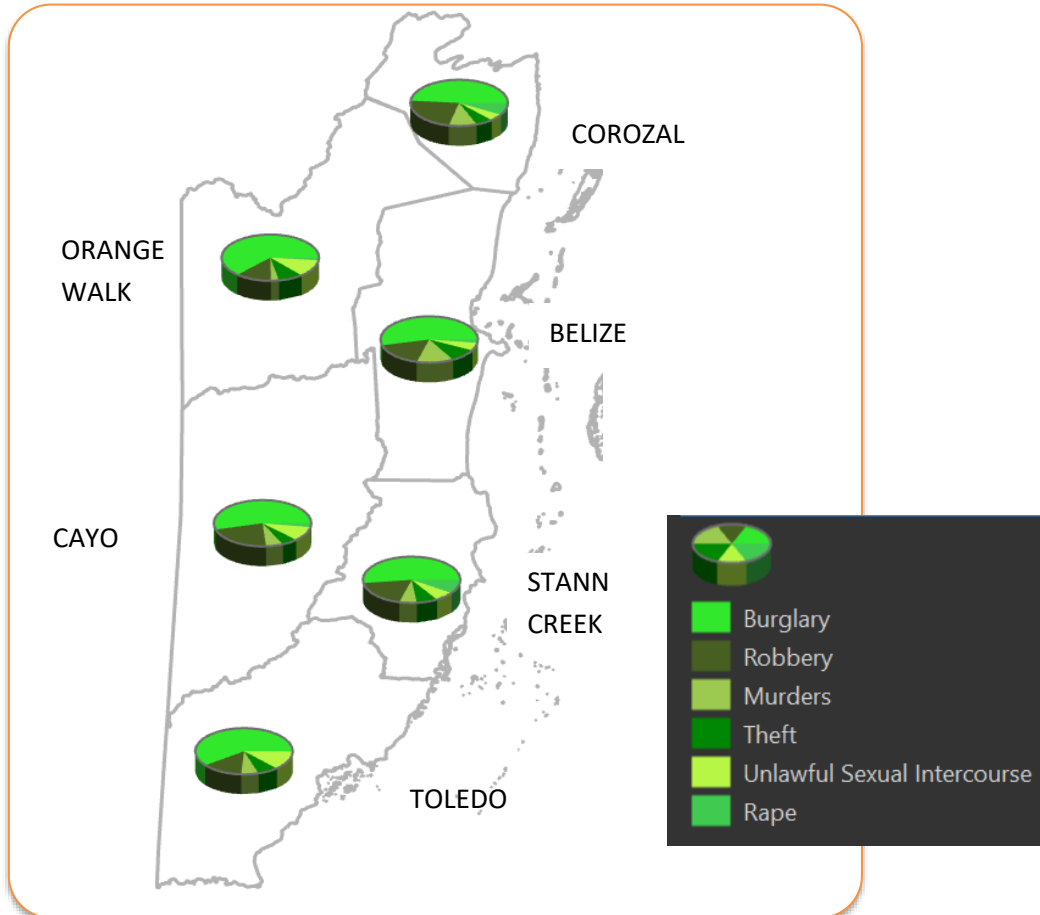 COROZAL
ORANGE
WALK
BELIZE
CAYO
STANN
CREEK
TOLEDO
Burglary
Robbery
Murders
Theft
Unlawful Sexual Intercourse
Rape